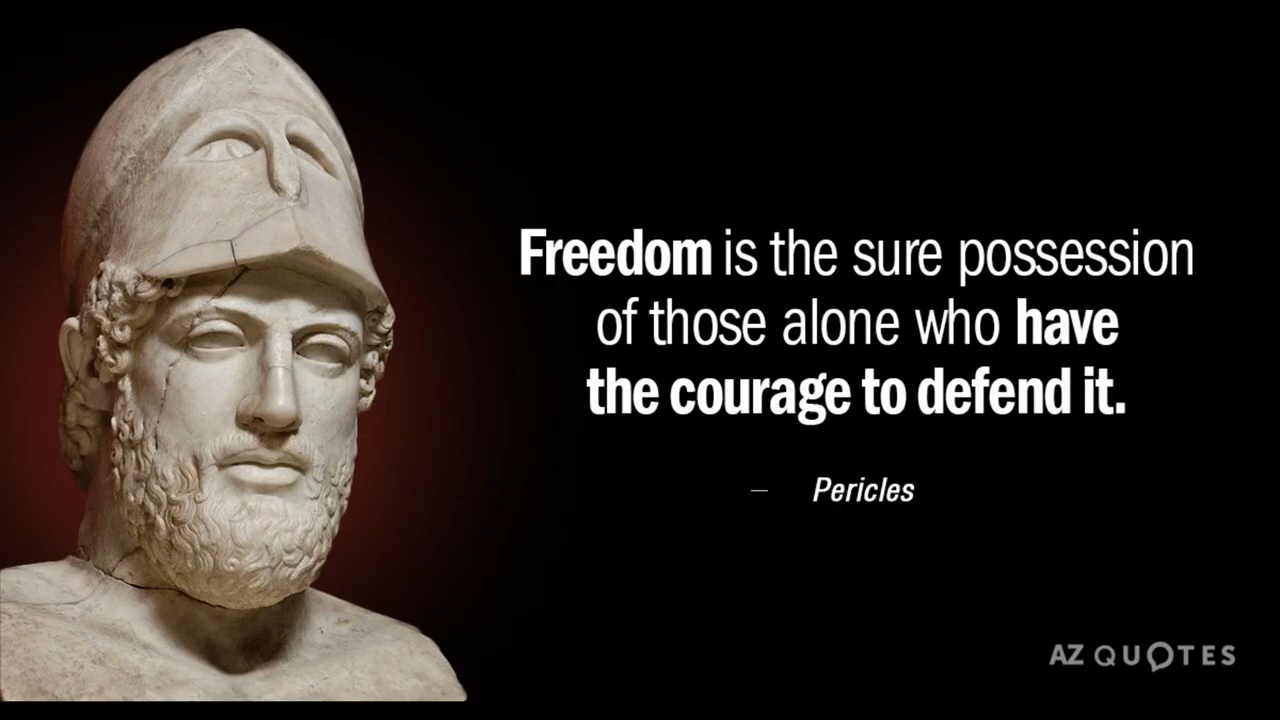 Freedom is the sure possession
of those alone who have
the courage to defend it.
— Pericles
AZ QUOTES